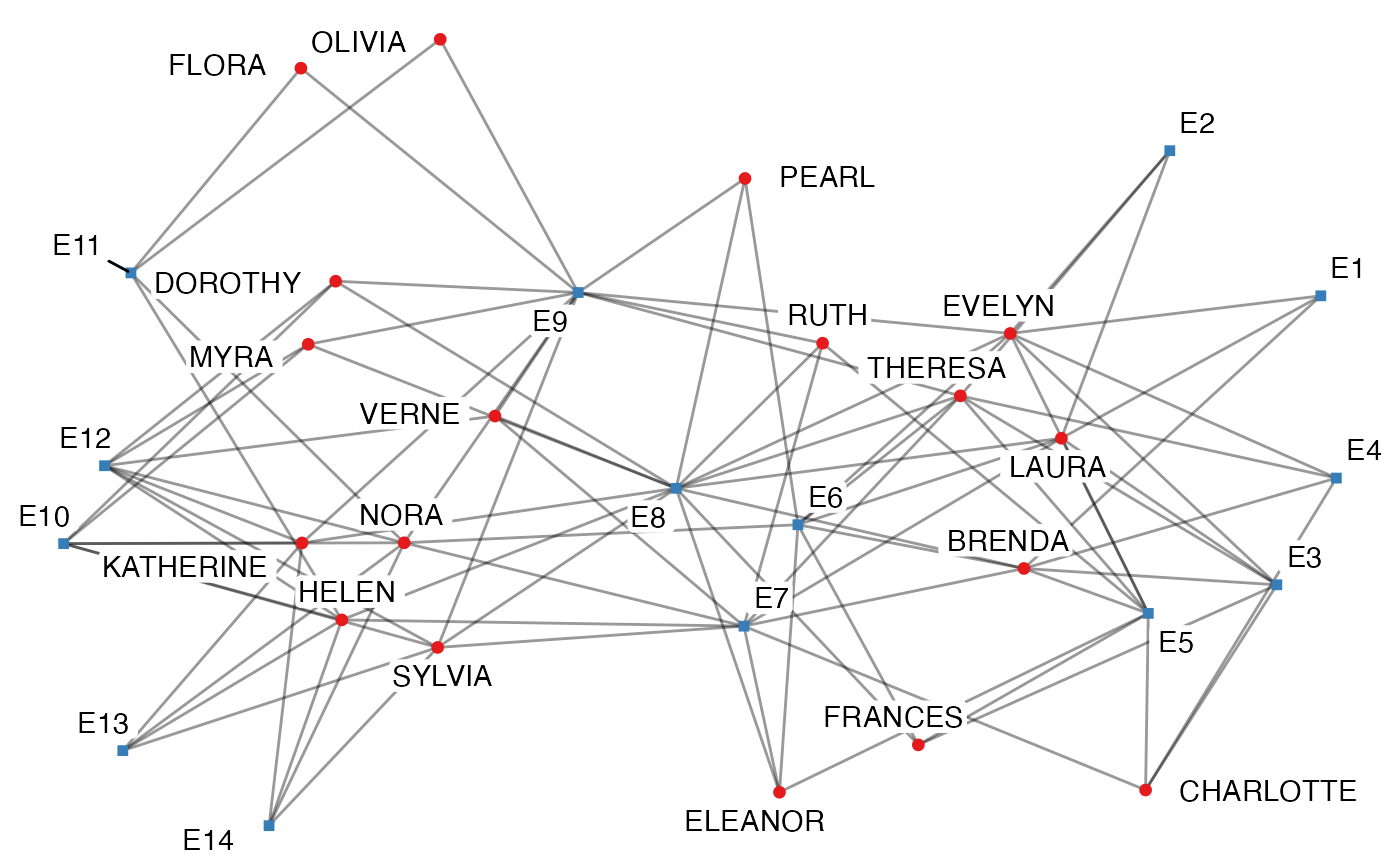 OLIVIA
FLORA
E2
PEARL
E11
E1
DOROTHY
EVELYN
RUTH
E9
MYRA
THERESA
VERNE
E12
E4
LAURA
E6
NORA
E10
E8
BRENDA
E3
KATHERINE
HELEN
E7
E5
SYLVIA
FRANCES
E13
CHARLOTTE
ELEANOR
E14